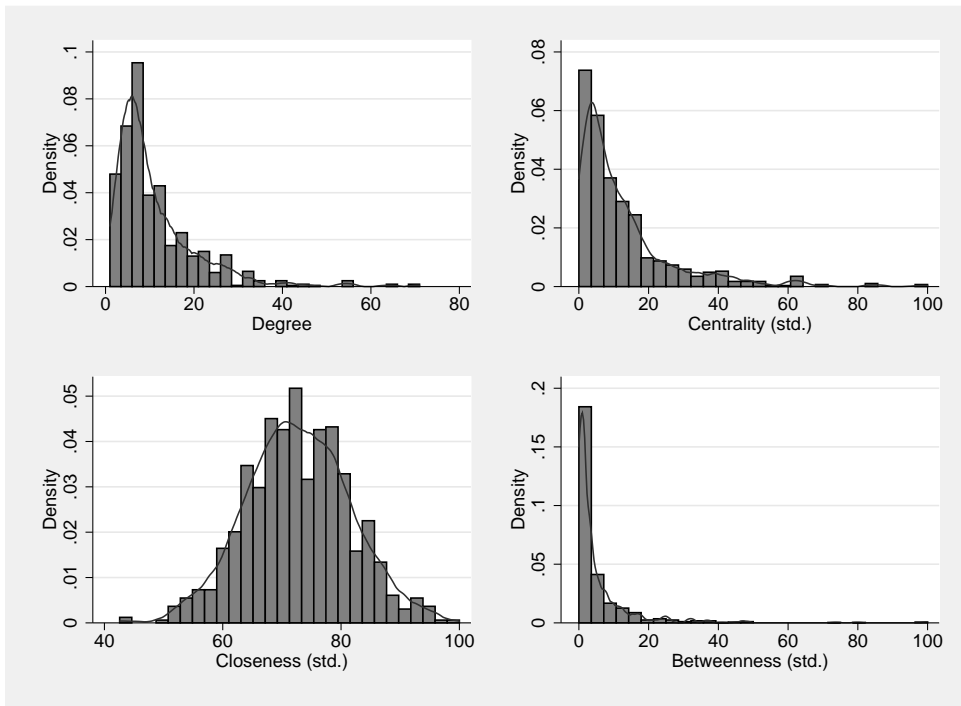 Density
0 .02 .04 .06 .08 .1
0 20 40 60 80
Degree
Density
0 .02 .04 .06 .08
0 20 40 60 80 100
Centrality (std.)
Density
0 .01 .02 .03 .04 .05
40 60 80 100
Closeness (std.)
Density
0 .05 .1 .15 .2
0 20 40 60 80 100
Betweenness (std.)